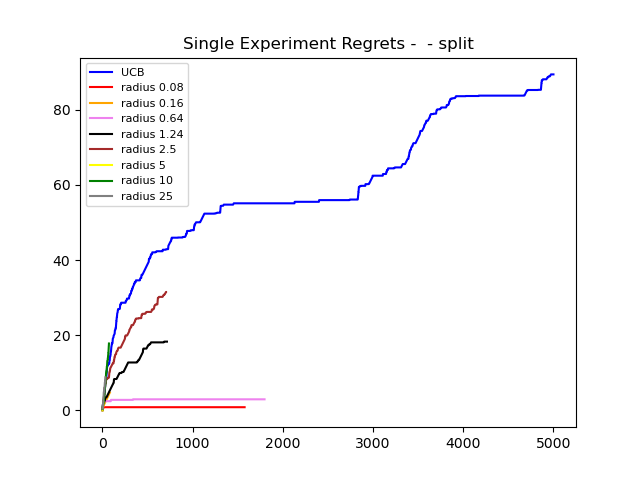 Single Experiment Regrets -  - split
UCB
radius 0.08
radius 0.16
radius 0.64
radius 1.24
radius 2.5
radius 5
radius 10
radius 25
80
60
40
20
0
0 1000 2000 3000 4000 5000